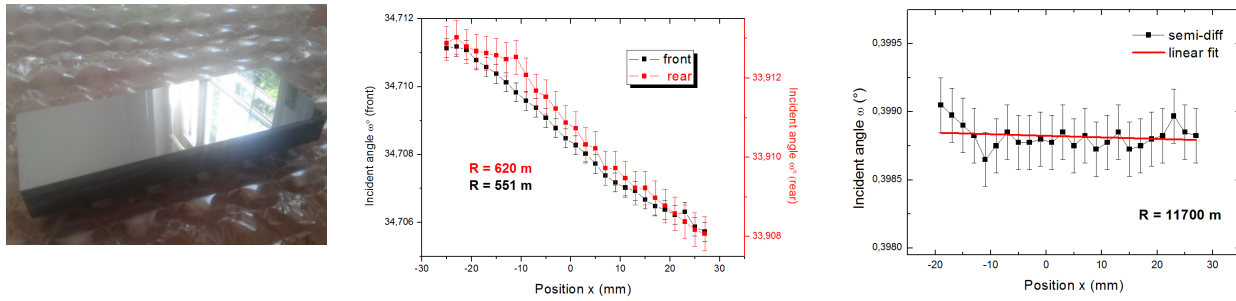 34,712
34,710
34,708
34,706
Incident angle ω° (front)
front
rear
R = 620 m
R = 551 m
33,912
33,910
33,908
Incident angle ω° (rear)
-30
-20
-10
0
10
20
30
Position x (mm)
0,3995
0,3990
0,3985
0,3980
Incident angle ω (°)
semi-diff
linear fit
R = 11700 m
-20
-10
0
10
20
30
Position x (mm)